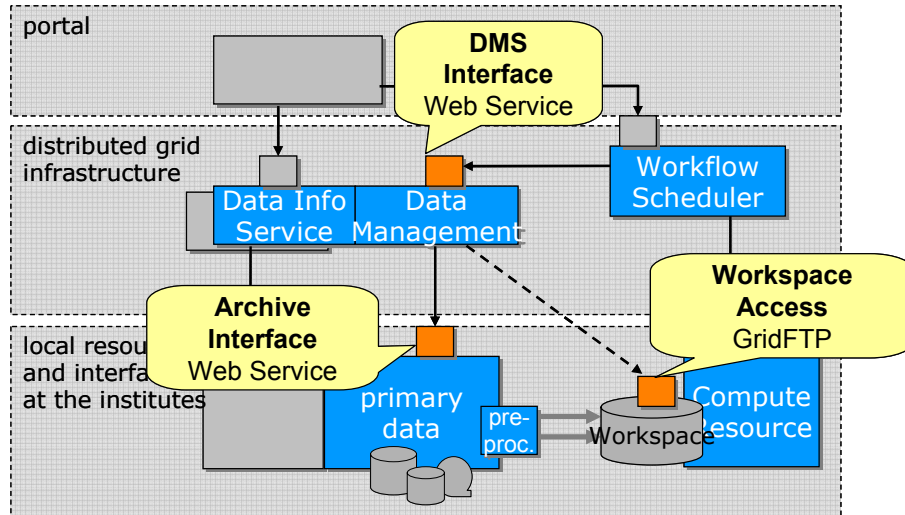 portal
DMS
Interface
Web Service
distributed grid
infrastructure
Data Info
Service
Data
Management
Workflow
Scheduler
Archive
Interface
Web Service
Workspace
Access
GridFTP
local resou
and interfa
at the institutes
primary
data
pre-
proc.
Workspace
Compute
Resource